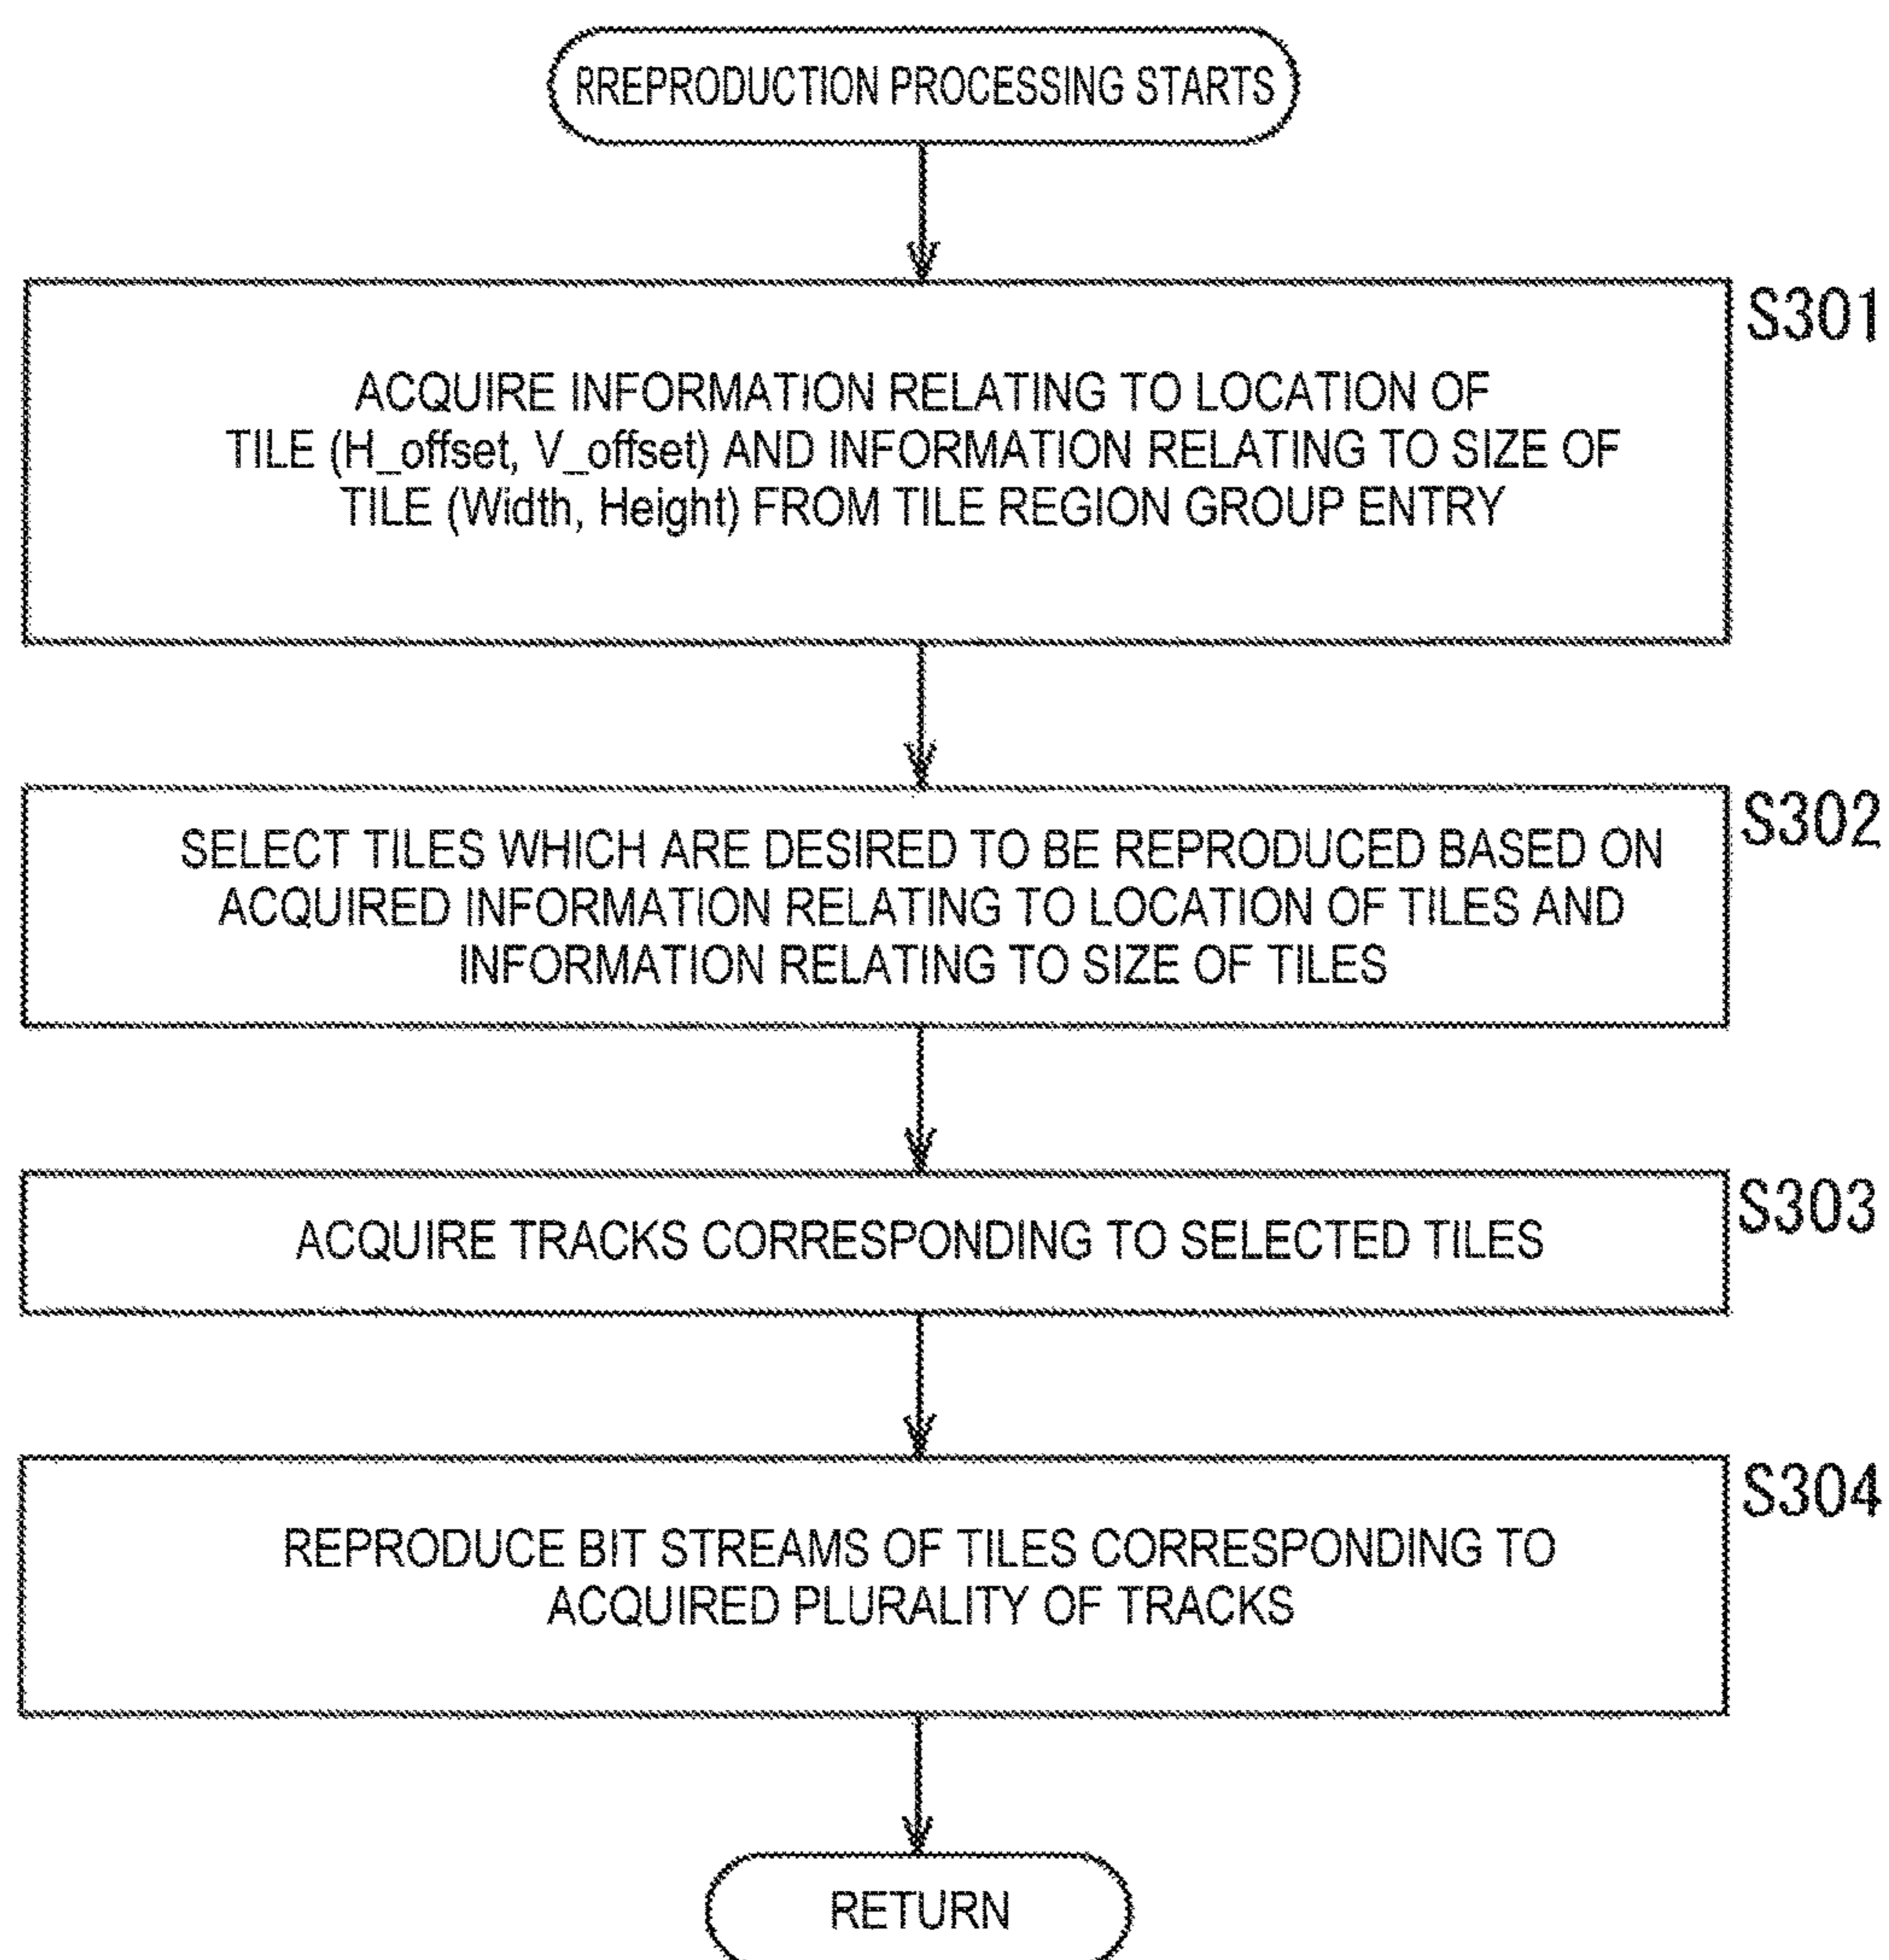 RREPRODUCTION PROCESSING STARTS
S301
ACQUIRE INFORMATION RELATING TO LOCATION OF
TILE (H_offset, V_offset) AND INFORMATION RELATING TO SIZE OF
TILE (Width, Height) FROM TILE REGION GROUP ENTRY
S302
SELECT TILES WHICH ARE DESIRED TO BE REPRODUCED BASED ON
ACQUIRED INFORMATION RELATING TO LOCATION OF TILES AND
INFORMATION RELATING TO SIZE OF TILES
S303
ACQUIRE TRACKS CORRESPONDING TO SELECTED TILES
S304
REPRODUCE BIT STREAMS OF TILES CORRESPONDING TO
ACQUIRED PLURALITY OF TRACKS
RETURN